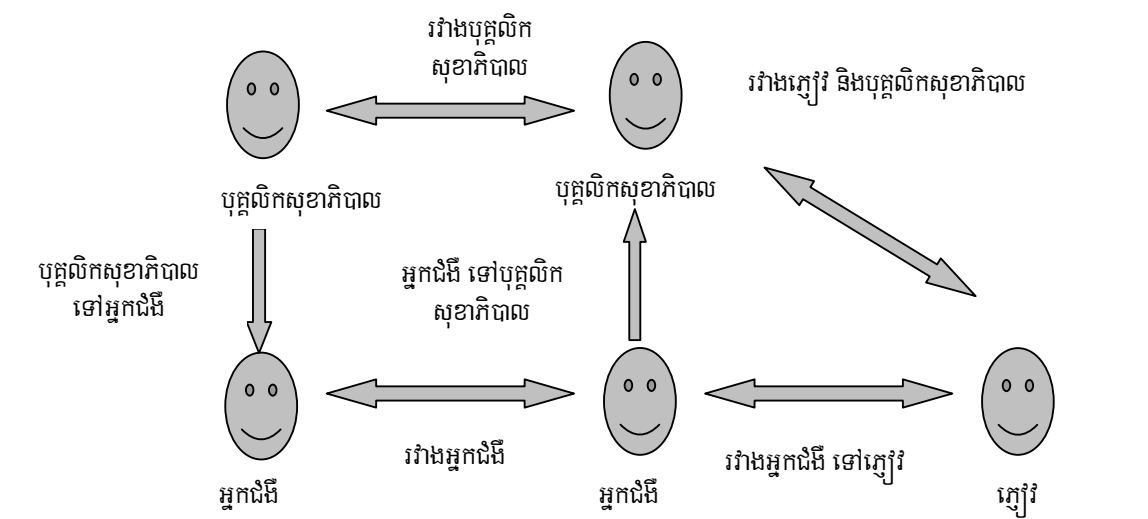 រវាងបុគ្គលិក
សុខាភិបាល
រវាងភ្ញៀវ និងបុគ្គលិកសុខាភិបាល
បុគ្គលិកសុខាភិបាល
បុគ្គលិកសុខាភិបាល
បុគ្គលិកសុខាភិបាល
ទៅអ្នកជំងឺ
អ្នកជំងឺ ទៅបុគ្គលិក
សុខាភិបាល
រវាងអ្នកជំងឺ
រវាងអ្នកជំងឺ ទៅភ្ញៀវ
អ្នកជំងឺ
អ្នកជំងឺ
ភ្ញៀវ